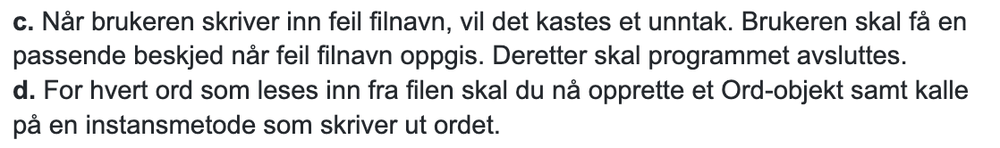 c. Når brukeren skriver inn feil filnavn, vil det kastes et unntak. Brukeren skal få en
passende beskjed når feil filnavn oppgis. Deretter skal programmet avsluttes.
d. For hvert ord som leses inn fra filen skal du nå opprette et Ord-objekt samt kalle
på en instansmetode som skriver ut ordet.